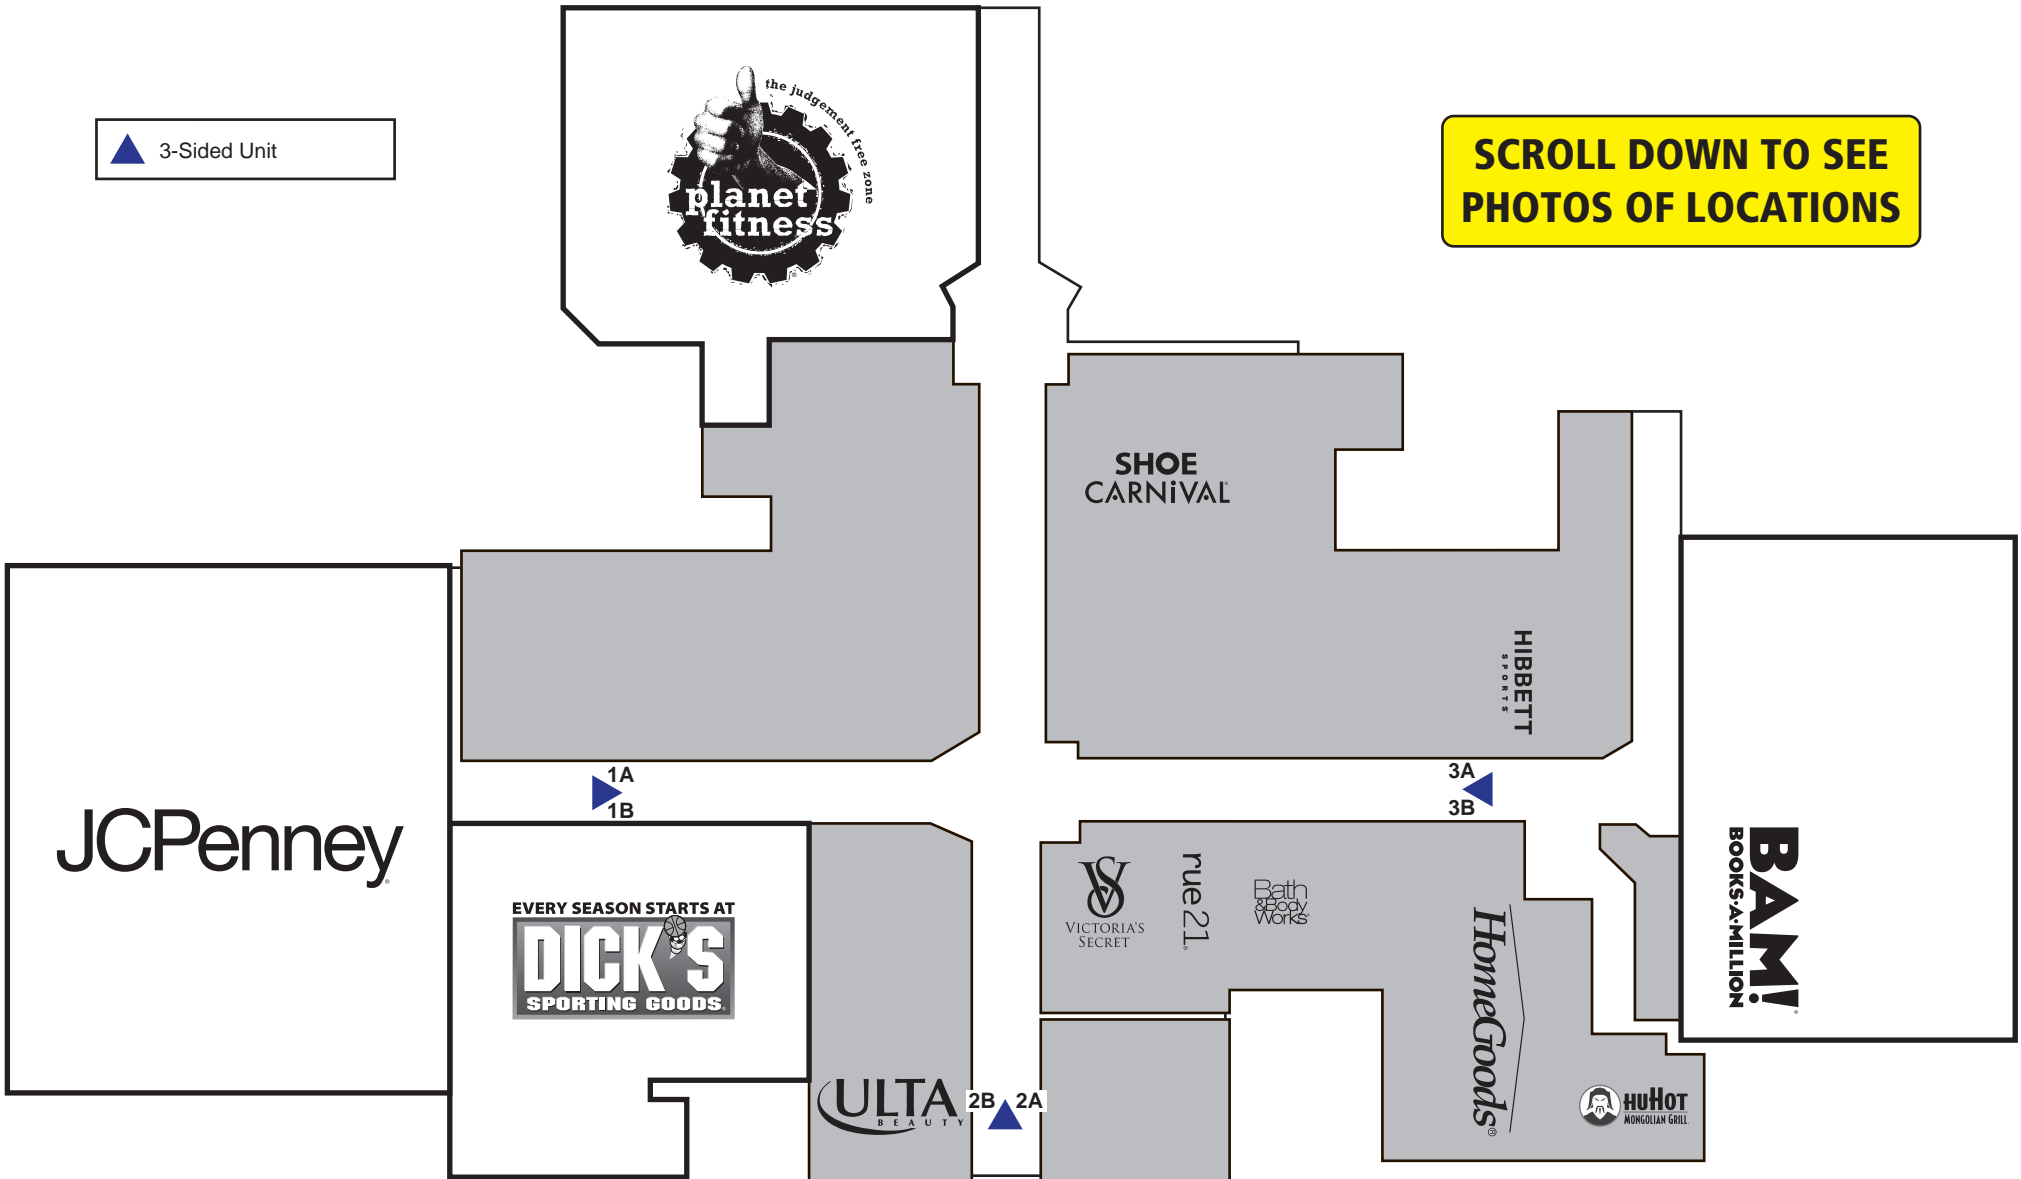 3-Sided Unit
the judgement free zone
planet
fitness
SCROLL DOWN TO SEE
PHOTOS OF LOCATIONS
SHOE
CARNiVAL
HIBBETT
SPORTS
1A
1B
3A
3B
JCPenney
EVERY SEASON STARTS AT
DICK'S
SPORTING GOODS
VS
VICTORIA'S
SECRET
rue21
Bath
&Body
Works
HomeGoods
BAM!
BOOKS·A·MILLION
ULTA
BEAUTY
2B
2A
HUHOT
MONGOLIAN GRILL